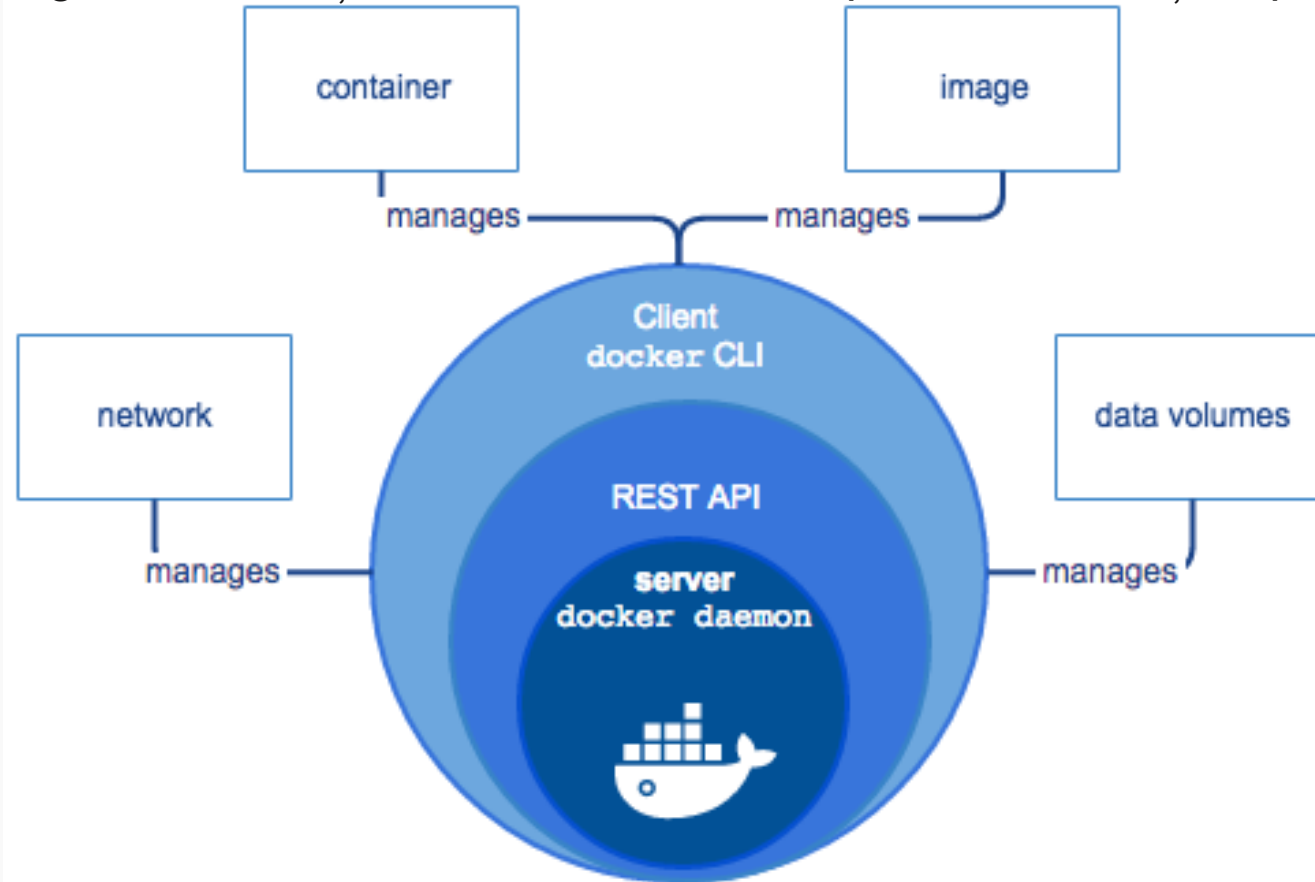 container
image
manages
manages
Client
docker CLI
network
data volumes
REST API
manages
server
docker daemon
manages